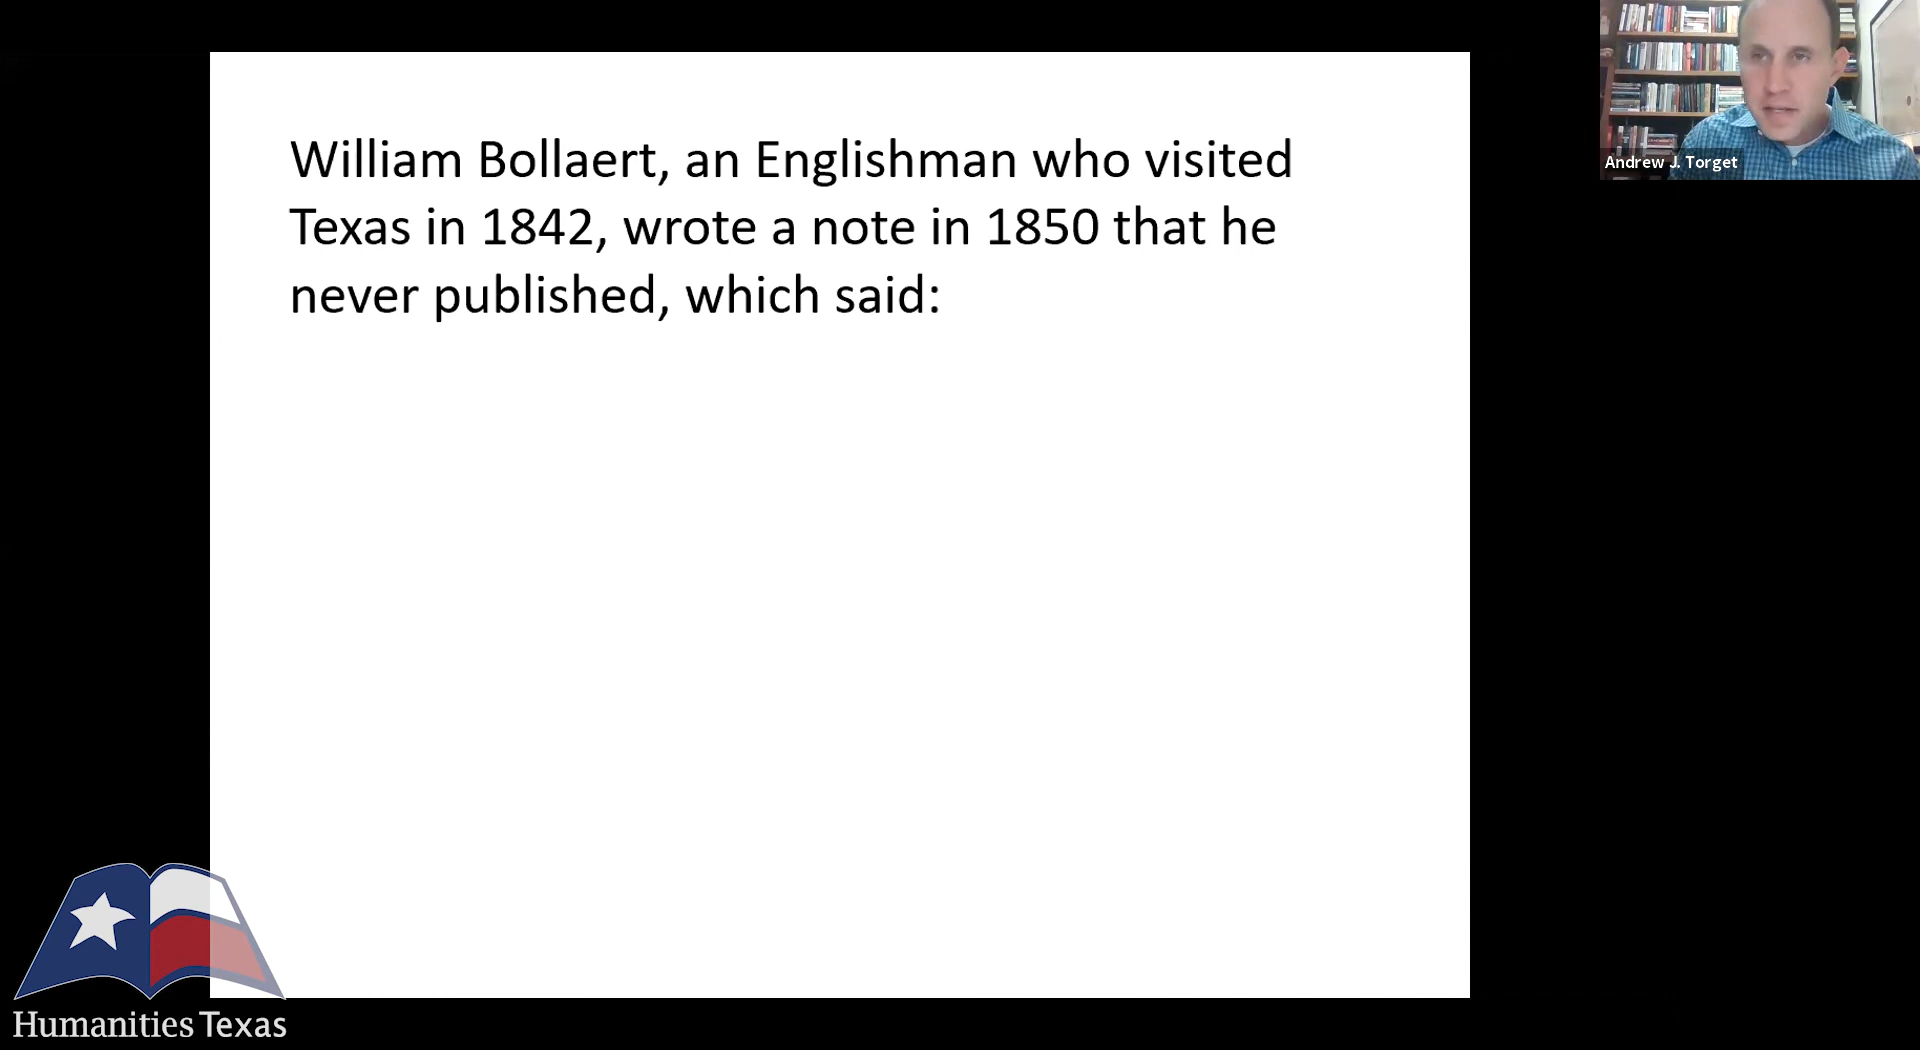 William Bollaert, an Englishman who visited
Texas in 1842, wrote a note in 1850 that he
never published, which said:
Andrew J. Torget
Humanities Texas